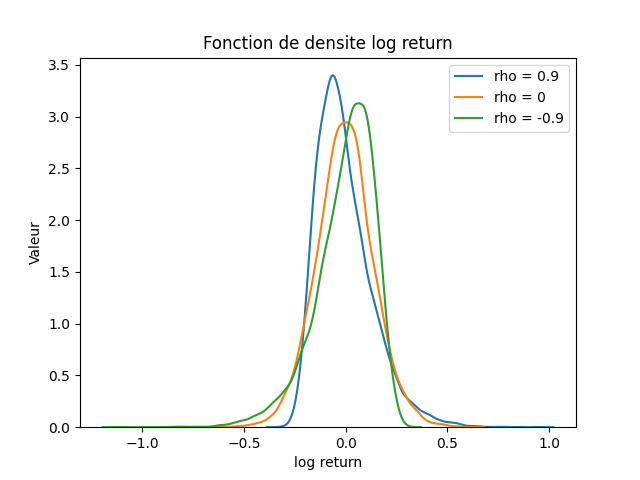 Fonction de densite log return
Valeur
3.5
3.0
2.5
2.0
1.5
1.0
0.5
0.0
rho = 0.9
rho = 0
rho = -0.9
−1.0
−0.5
0.0
0.5
1.0
log return